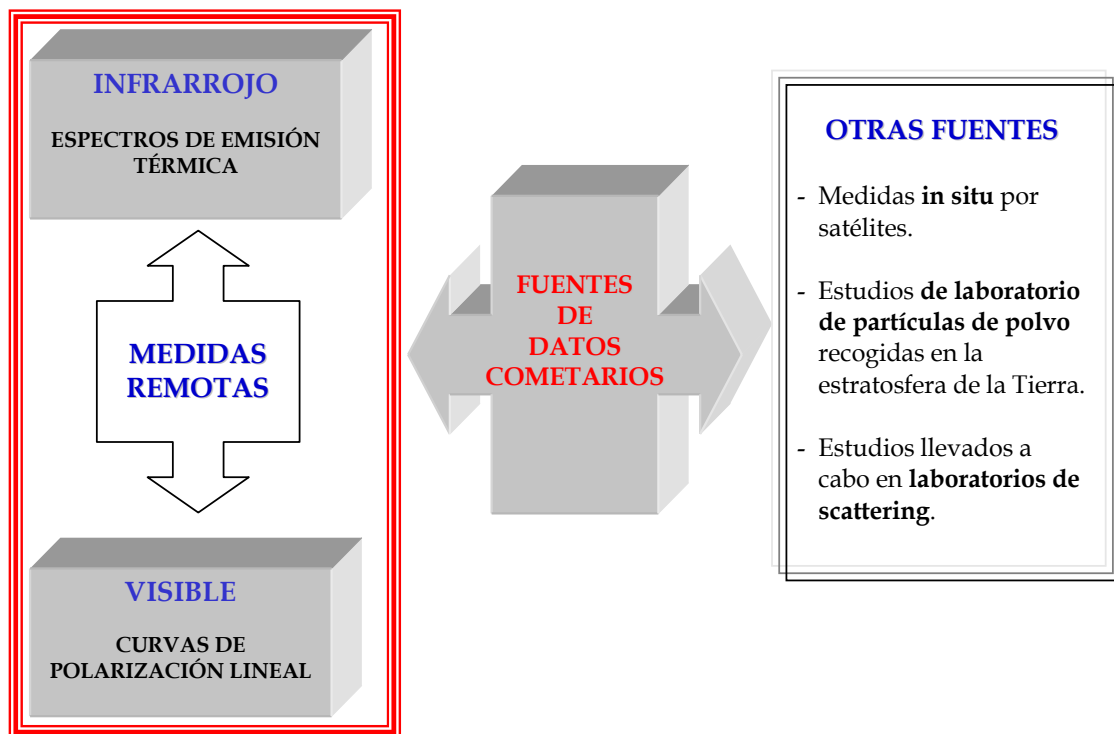 INFRARROJO
ESPECTROS DE EMISIÓN
TÉRMICA
MEDIDAS
REMOTAS
VISIBLE
CURVAS DE
POLARIZACIÓN LINEAL
FUENTES
DE
DATOS
COMETARIOS
OTRAS FUENTES
- Medidas in situ por
satélites.
- Estudios de laboratorio
de partículas de polvo
recogidas en la
estratosfera de la Tierra.
- Estudios llevados a
cabo en laboratorios de
scattering.